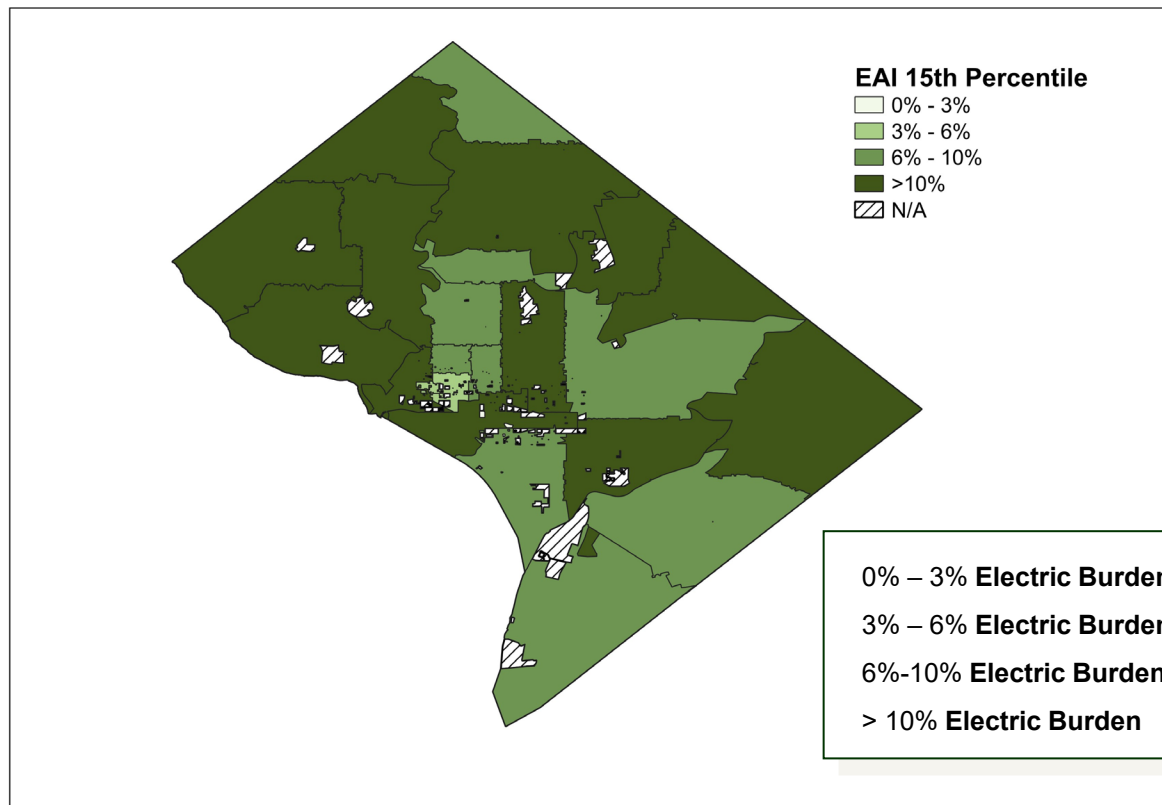 EAI 15th Percentile
0% - 3%
3% - 6%
6% - 10%
>10%
N/A
0% – 3% Electric Burden
3% – 6% Electric Burden
6%-10% Electric Burden
> 10% Electric Burden